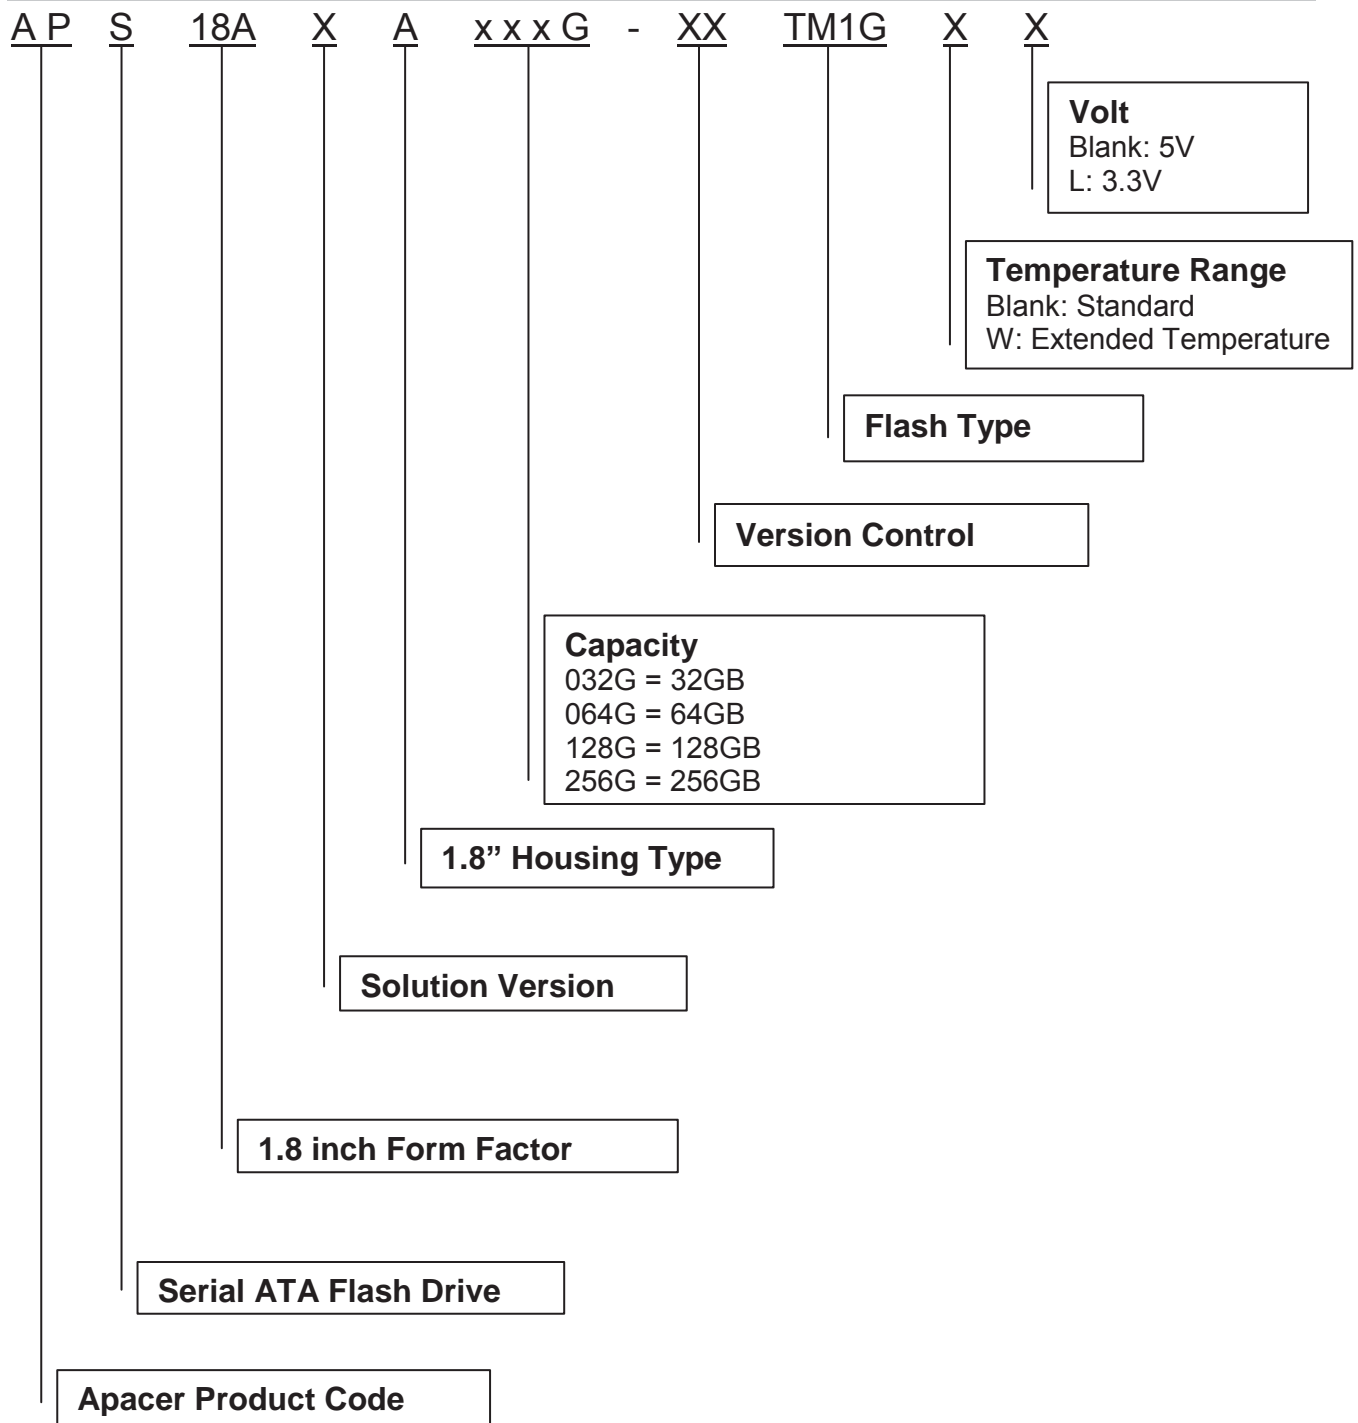 A P S 18A X A x x x G - XX TM1G X X
Volt
Blank: 5V
L: 3.3V
Temperature Range
Blank: Standard
W: Extended Temperature
Flash Type
Version Control
Capacity
032G = 32GB
064G = 64GB
128G = 128GB
256G = 256GB
1.8” Housing Type
Solution Version
1.8 inch Form Factor
Serial ATA Flash Drive
Apacer Product Code